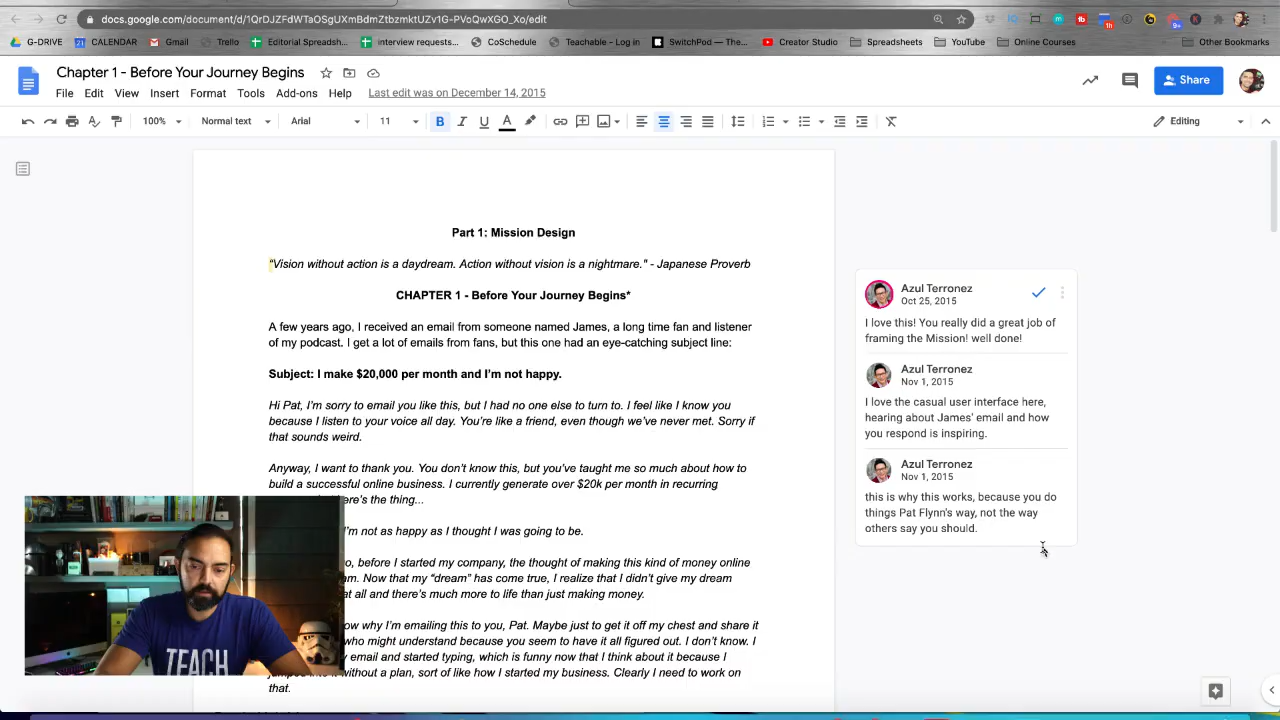 docs.google.com/document/d/1QrDJZFdWTaOSgUXmBdmZtbzmktUZv1G-PVoQwXGO_Xo/edit
G-DRIVE CALENDAR Gmail Trello Editorial Spreadsh... interview requests... CoSchedule Teachable - Log in SwitchPod — The... Creator Studio Spreadsheets YouTube Online Courses Other Bookmarks
Chapter 1 - Before Your Journey Begins
File Edit View Insert Format Tools Add-ons Help Last edit was on December 14, 2015
Share
100% Normal text Arial 11 B I U A Editing
Part 1: Mission Design
“Vision without action is a daydream. Action without vision is a nightmare." - Japanese Proverb
CHAPTER 1 - Before Your Journey Begins*
A few years ago, I received an email from someone named James, a long time fan and listener
of my podcast. I get a lot of emails from fans, but this one had an eye-catching subject line:
Subject: I make $20,000 per month and I’m not happy.
Hi Pat, I’m sorry to email you like this, but I had no one else to turn to. I feel like I know you
because I listen to your voice all day. You’re like a friend, even though we’ve never met. Sorry if
that sounds weird.
Anyway, I want to thank you. You don’t know this, but you’ve taught me so much about how to
build a successful online business. I currently generate over $20k per month in recurring
ere’s the thing...
I’m not as happy as I thought I was going to be.
o, before I started my company, the thought of making this kind of money online
am. Now that my “dream” has come true, I realize that I didn’t give my dream
at all and there’s much more to life than just making money.
ow why I’m emailing this to you, Pat. Maybe just to get it off my chest and share it
who might understand because you seem to have it all figured out. I don’t know. I
email and started typing, which is funny now that I think about it because I
without a plan, sort of like how I started my business. Clearly I need to work on
that.
Azul Terronez
Oct 25, 2015
I love this! You really did a great job of
framing the Mission! well done!
Azul Terronez
Nov 1, 2015
I love the casual user interface here,
hearing about James' email and how
you respond is inspiring.
Azul Terronez
Nov 1, 2015
this is why this works, because you do
things Pat Flynn's way, not the way
others say you should.
TEACH